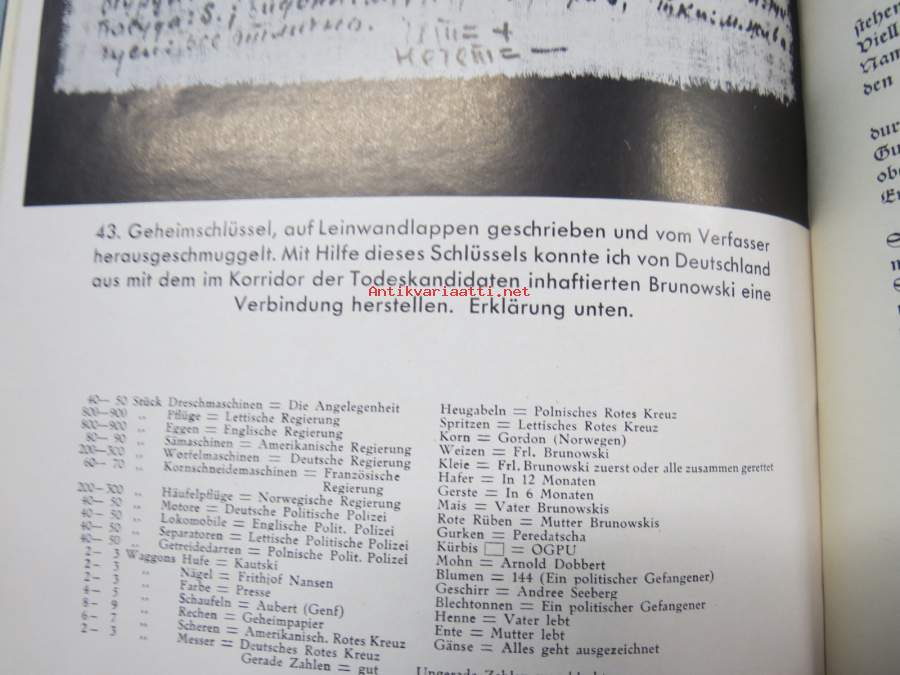 43. Geheimschlüssel, auf Leinwandlappen geschrieben und vom Verfasser
herausgeschmuggelt. Mit Hilfe dieses Schlüssels konnte ich von Deutschland
aus mit dem im Korridor der Todeskandidaten inhaftierten Brunowski eine
Antikvariaatti.net
Verbindung herstellen. Erklärung unten.
40— 50 Stück Dreschmaschinen = Die Angelegenheit
800—900 „ Pflüge = Lettische Regierung
800—900 „ Eggen = Englische Regierung
80— 90 „ Sämaschinen = Amerikanische Regierung
200—300 „ Worfelmaschinen = Deutsche Regierung
60— 70 „ Kornschneidemaschinen = Französische
Regierung
200—300 „ Häufelpflüge = Norwegische Regierung
40— 50 „ Motore = Deutsche Politische Polizei
40— 50 „ Lokomobile = Englische Polit. Polizei
40— 50 „ Separatoren = Lettische Politische Polizei
40— 50 „ Getreidedarren = Polnische Polit. Polizei
2— 3 Waggons Hufe = Kautski
2— 3 „ Nägel = Frithjof Nansen
2— 3 „ Farbe = Presse
4— 5 „ Schaufeln = Aubert (Genf)
8— 9 „ Rechen = Geheimpapier
6— 7 „ Scheren = Amerikanisch. Rotes Kreuz
2— 3 „ Messer = Deutsches Rotes Kreuz
Gerade Zahlen = gut
Heugabeln = Polnisches Rotes Kreuz
Spritzen = Lettisches Rotes Kreuz
Korn = Gordon (Norwegen)
Weizen = Frl. Brunowski
Kleie = Frl. Brunowski zuerst oder alle zusammen gerettet
Hafer = In 12 Monaten
Gerste = In 6 Monaten
Mais = Vater Brunowskis
Rote Rüben = Mutter Brunowskis
Gurken = Peredatscha
Kürbis = OGPU
Mohn = Arnold Dobbert
Blumen = 144 (Ein politischer Gefangener)
Geschirr = Andree Seeberg
Blechtonnen = Ein politischer Gefangener
Henne = Vater lebt
Ente = Mutter lebt
Gänse = Alles geht ausgezeichnet
Ungerade Zahlen
stehen
Viell
Nam
den
dur